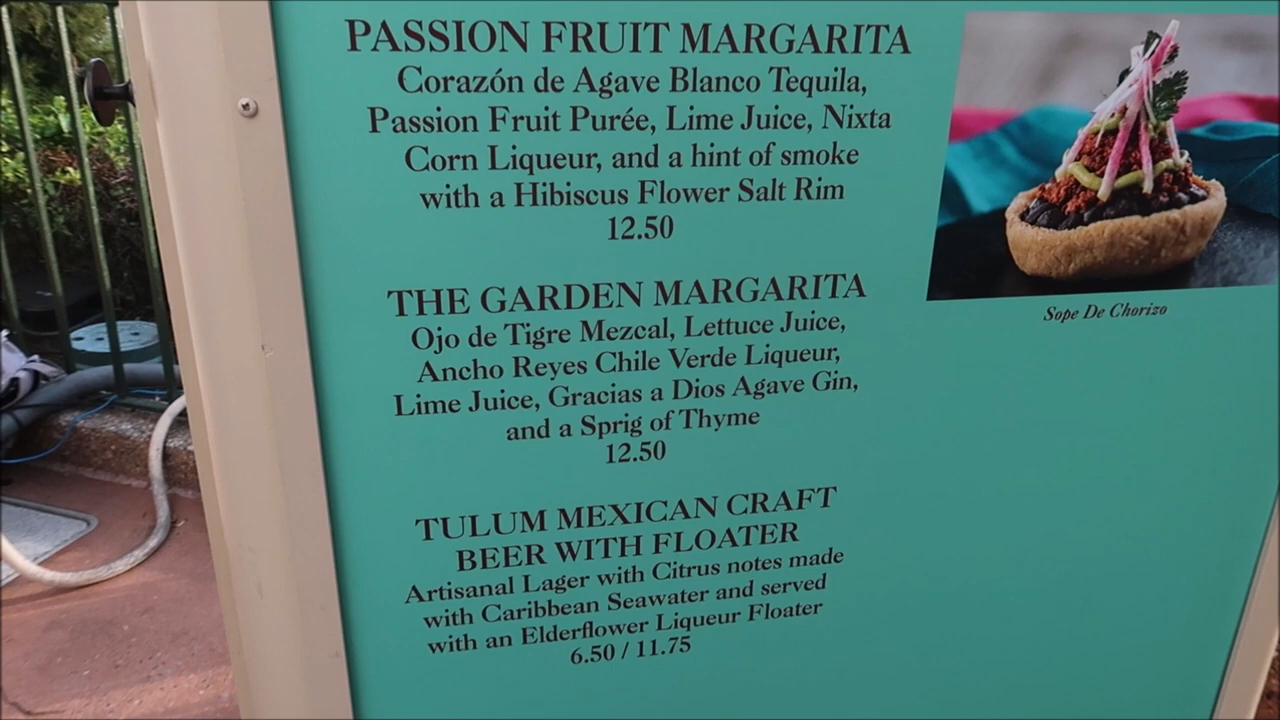 PASSION FRUIT MARGARITA
Corazón de Agave Blanco Tequila,
Passion Fruit Purée, Lime Juice, Nixta
Corn Liqueur, and a hint of smoke
with a Hibiscus Flower Salt Rim
12.50
THE GARDEN MARGARITA
Ojo de Tigre Mezcal, Lettuce Juice,
Ancho Reyes Chile Verde Liqueur,
Lime Juice, Gracias a Dios Agave Gin,
and a Sprig of Thyme
12.50
TULUM MEXICAN CRAFT
BEER WITH FLOATER
Artisanal Lager with Citrus notes made
with Caribbean Seawater and served
with an Elderflower Liqueur Floater
6.50 / 11.75
Sope De Chorizo